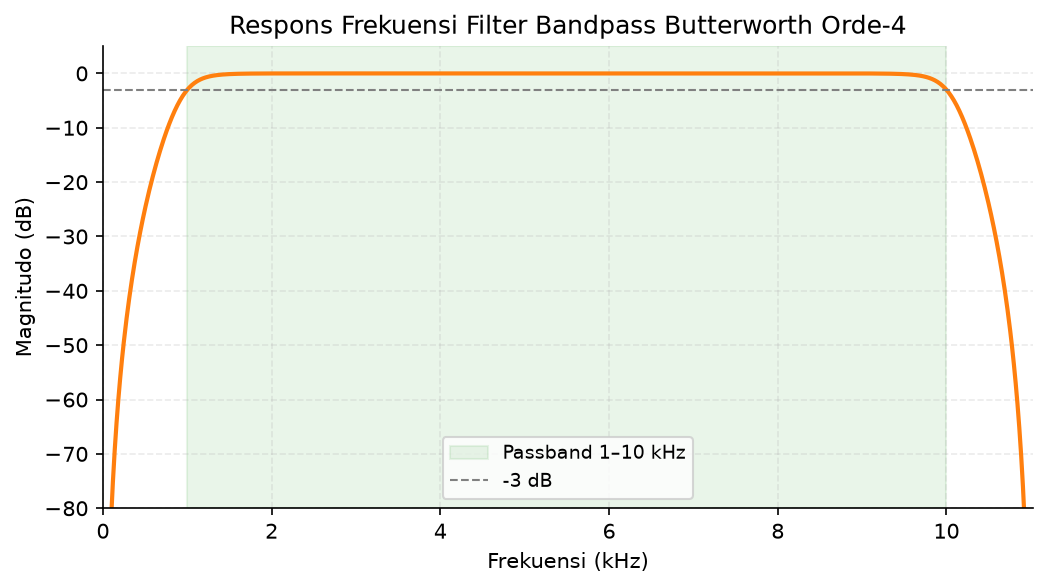 Respons Frekuensi Filter Bandpass Butterworth Orde-4
Magnitudo (dB)
0
−10
−20
−30
−40
−50
−60
−70
−80
Passband 1–10 kHz
-3 dB
0 2 4 6 8 10
Frekuensi (kHz)